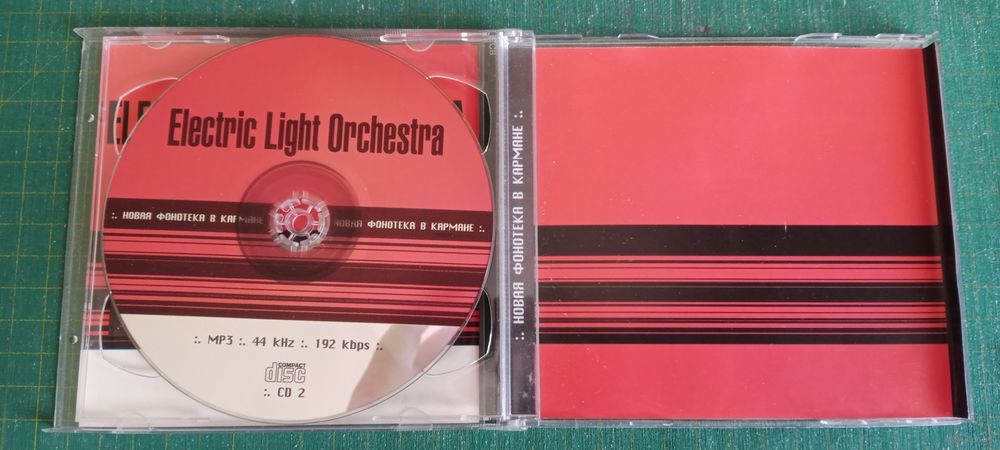 Electric Light Orchestra
:. НОВАЯ ФОНОТЕКА В КАРМАНЕ
НОВАЯ ФОНОТЕКА В КАРМАНЕ :.
:. MP3 :. 44 kHz :. 192 kbps :.
COMPACT
disc
:. CD 2
:. НОВАЯ ФОНОТЕКА В КАРМАНЕ :.